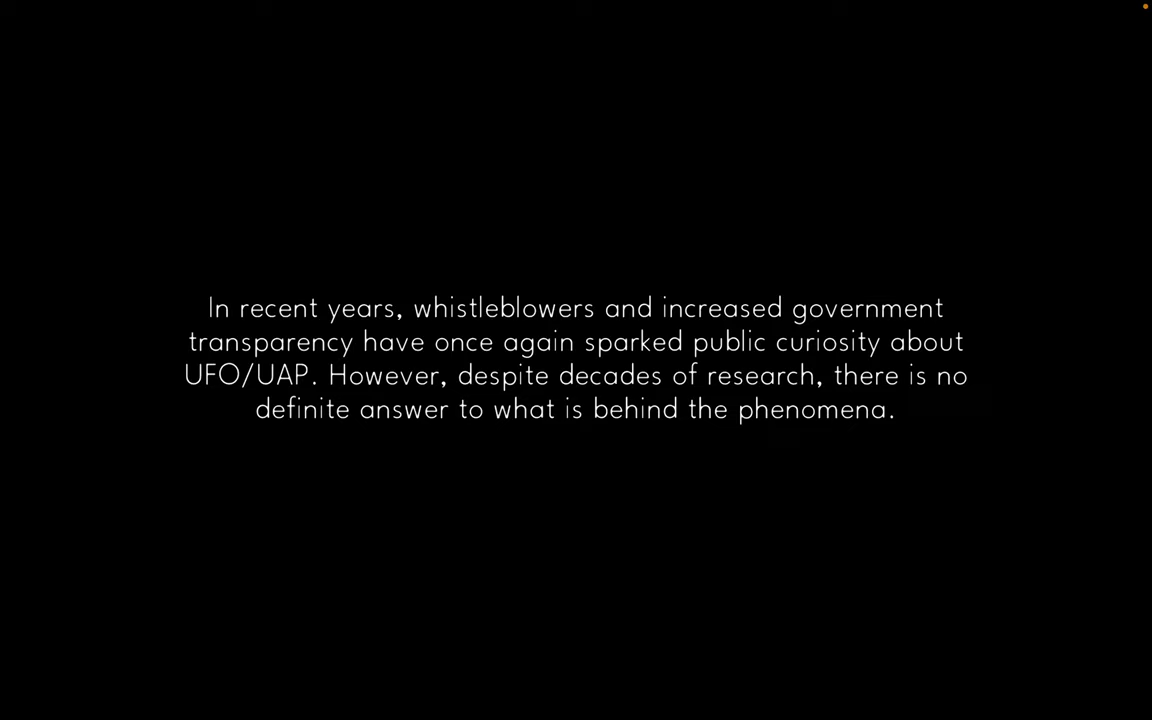 In recent years, whistleblowers and increased government
transparency have once again sparked public curiosity about
UFO/UAP. However, despite decades of research, there is no
definite answer to what is behind the phenomena.